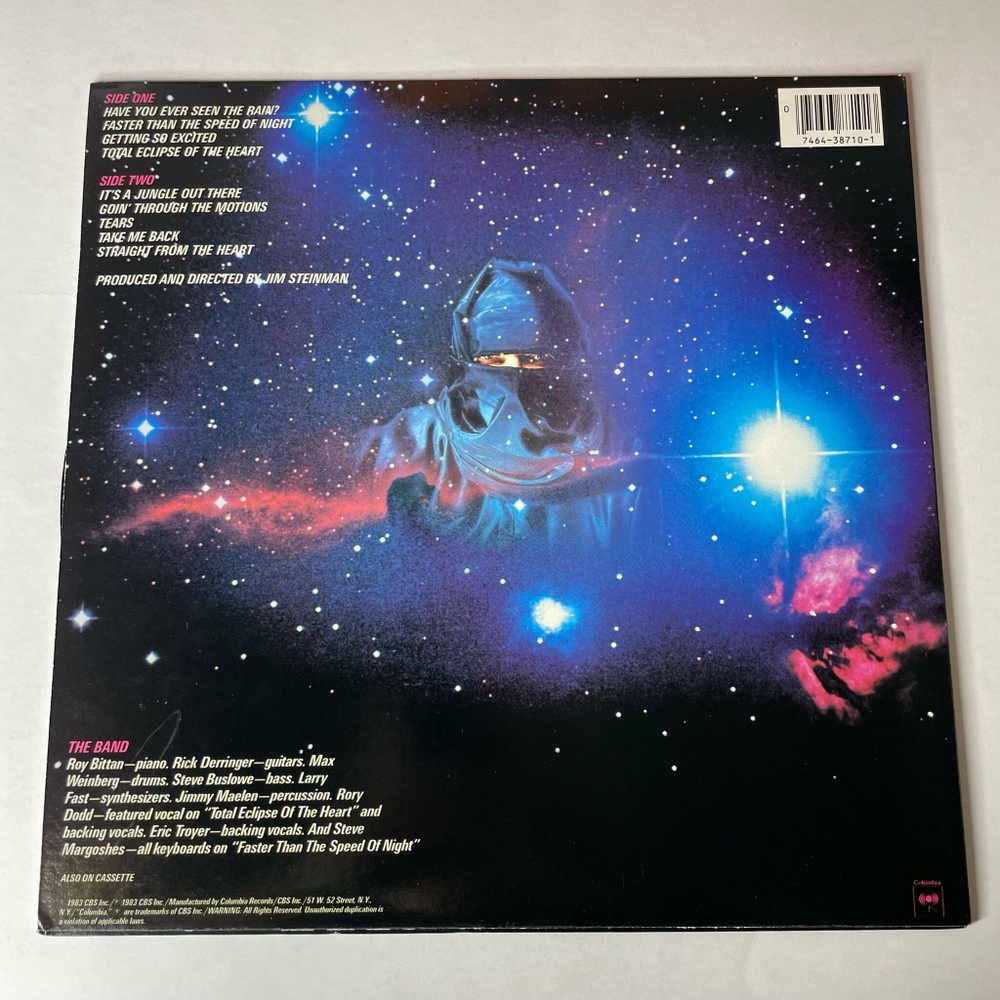 SIDE ONE
HAVE YOU EVER SEEN THE RAIN?
FASTER THAN THE SPEED OF NIGHT
GETTING SO EXCITED
TOTAL ECLIPSE OF THE HEART
SIDE TWO
IT'S A JUNGLE OUT THERE
GOIN' THROUGH THE MOTIONS
TEARS
TAKE ME BACK
STRAIGHT FROM THE HEART
PRODUCED AND DIRECTED BY JIM STEINMAN
0
7464-38710-1
THE BAND
Roy Bittan—piano. Rick Derringer—guitars. Max
Weinberg—drums. Steve Buslowe—bass. Larry
Fast—synthesizers. Jimmy Maelen—percussion. Rory
Dodd—featured vocal on "Total Eclipse Of The Heart" and
backing vocals. Eric Troyer—backing vocals. And Steve
Margoshes—all keyboards on "Faster Than The Speed Of Night"
ALSO ON CASSETTE
1983 CBS Inc./ 1983 CBS Inc./Manufactured by Columbia Records/CBS Inc./51 W. 52 Street, N.Y.,
N.Y./"Columbia," are trademarks of CBS Inc./WARNING: All Rights Reserved. Unauthorized duplication is
a violation of applicable laws.
Columbia